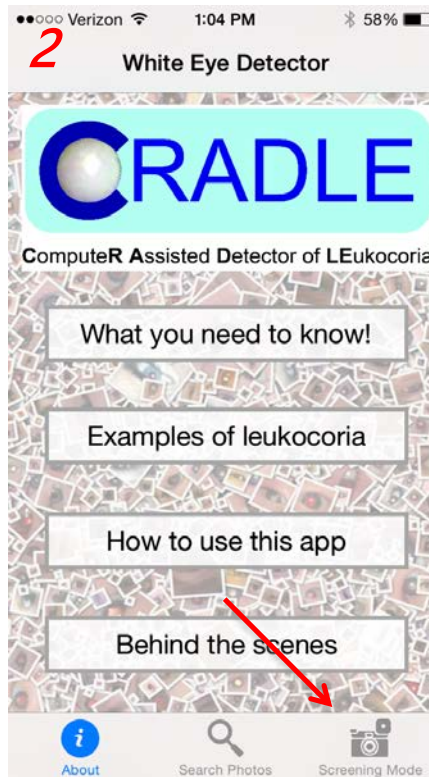 Verizon 1:04 PM 58%
2
White Eye Detector
CRADLE
ComputeR Assisted Detector of LEukocoria
What you need to know!
Examples of leukocoria
How to use this app
Behind the scenes
About Search Photos Screening Mode